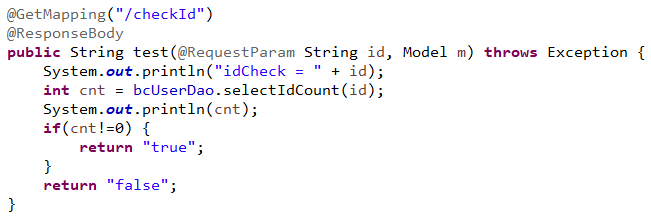 @GetMapping("/checkId")
@ResponseBody
public String test(@RequestParam String id, Model m) throws Exception {
    System.out.println("idCheck = " + id);
    int cnt = bcUserDao.selectIdCount(id);
    System.out.println(cnt);
    if(cnt!=0) {
        return "true";
    }
    return "false";
}